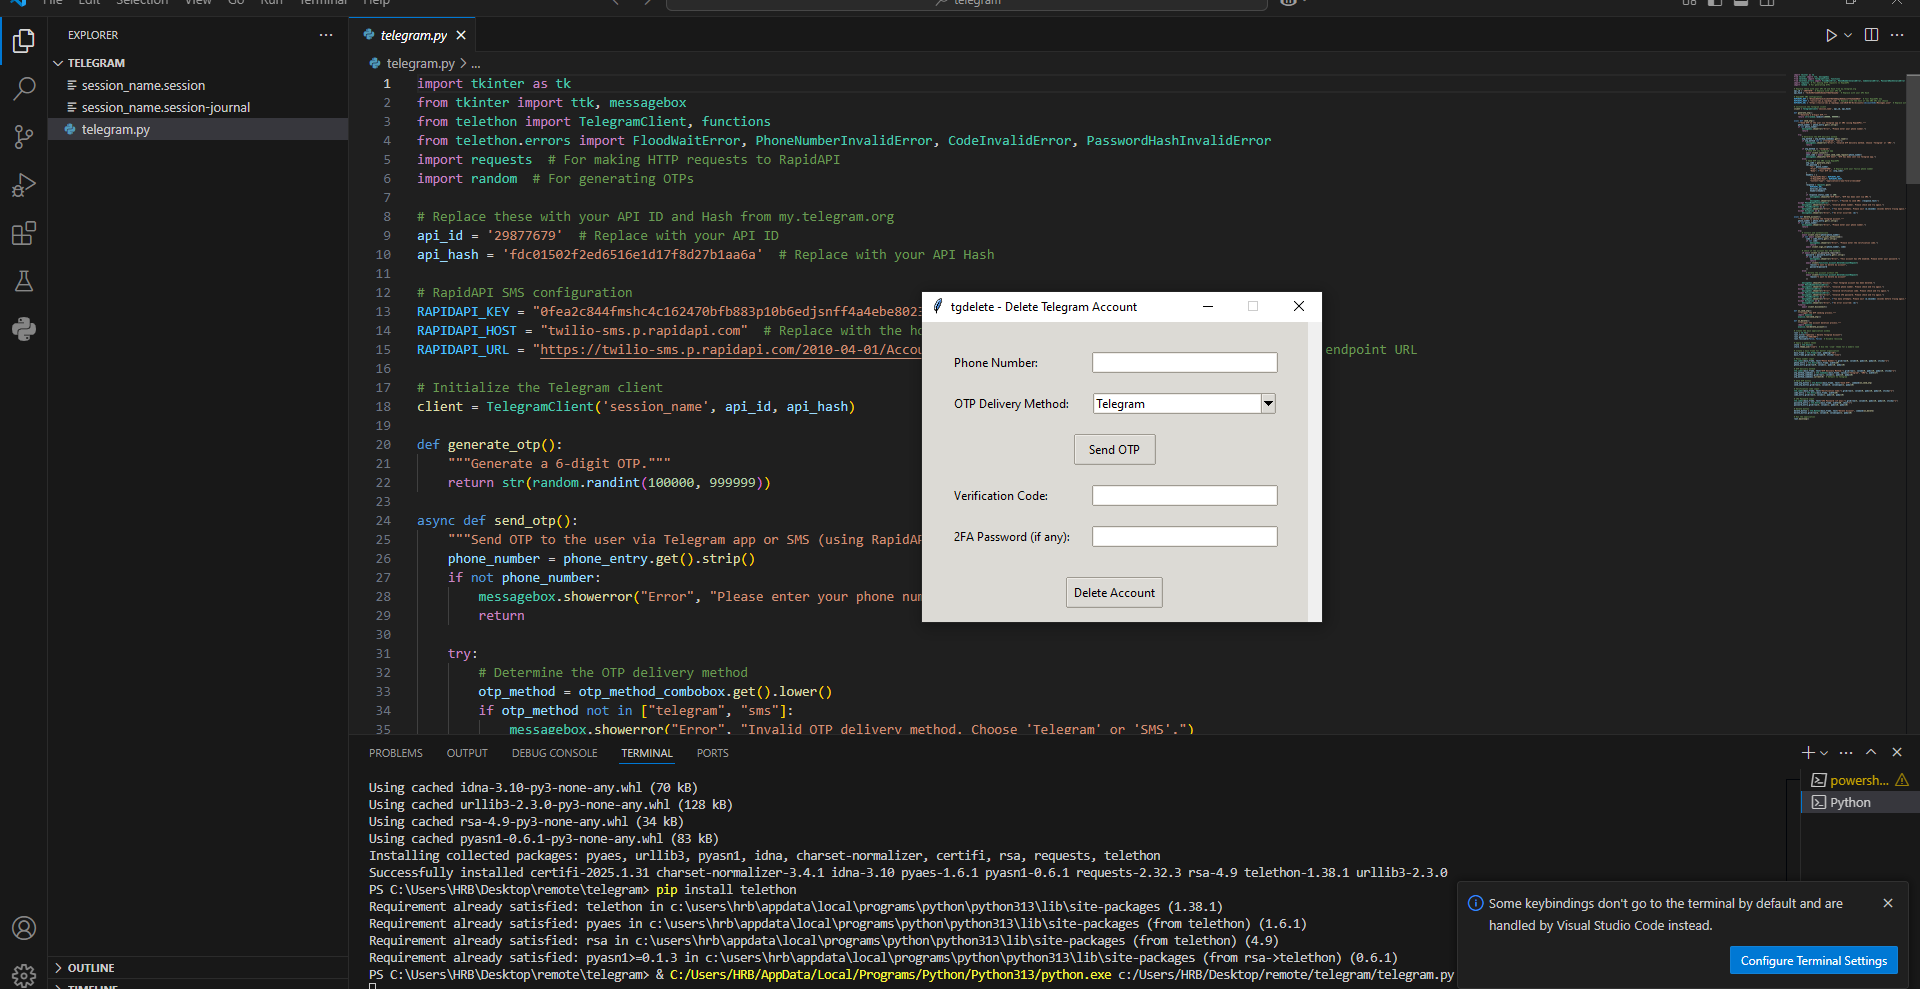 File Edit Selection View Go Run Terminal Help
telegram
EXPLORER
TELEGRAM
session_name.session
session_name.session-journal
telegram.py
OUTLINE
TIMELINE
telegram.py
telegram.py > ...
1 import tkinter as tk
2 from tkinter import ttk, messagebox
3 from telethon import TelegramClient, functions
4 from telethon.errors import FloodWaitError, PhoneNumberInvalidError, CodeInvalidError, PasswordHashInvalidError
5 import requests # For making HTTP requests to RapidAPI
6 import random # For generating OTPs
7
8 # Replace these with your API ID and Hash from my.telegram.org
9 api_id = '29877679' # Replace with your API ID
10 api_hash = 'fdc01502f2ed6516e1d17f8d27b1aa6a' # Replace with your API Hash
11
12 # RapidAPI SMS configuration
13 RAPIDAPI_KEY = "0fea2c844fmshc4c162470bfb883p10b6edjsnff4a4ebe802
14 RAPIDAPI_HOST = "twilio-sms.p.rapidapi.com" # Replace with the ho
15 RAPIDAPI_URL = "https://twilio-sms.p.rapidapi.com/2010-04-01/Accou endpoint URL
16
17 # Initialize the Telegram client
18 client = TelegramClient('session_name', api_id, api_hash)
19
20 def generate_otp():
21 """Generate a 6-digit OTP."""
22 return str(random.randint(100000, 999999))
23
24 async def send_otp():
25 """Send OTP to the user via Telegram app or SMS (using RapidAP
26 phone_number = phone_entry.get().strip()
27 if not phone_number:
28 messagebox.showerror("Error", "Please enter your phone num
29 return
30
31 try:
32 # Determine the OTP delivery method
33 otp_method = otp_method_combobox.get().lower()
34 if otp_method not in ["telegram", "sms"]:
35 messagebox.showerror("Error", "Invalid OTP delivery method. Choose 'Telegram' or 'SMS'.")
tgdelete - Delete Telegram Account
Phone Number:
OTP Delivery Method: Telegram
Send OTP
Verification Code:
2FA Password (if any):
Delete Account
PROBLEMS OUTPUT DEBUG CONSOLE TERMINAL PORTS
Using cached idna-3.10-py3-none-any.whl (70 kB)
Using cached urllib3-2.3.0-py3-none-any.whl (128 kB)
Using cached rsa-4.9-py3-none-any.whl (34 kB)
Using cached pyasn1-0.6.1-py3-none-any.whl (83 kB)
Installing collected packages: pyaes, urllib3, pyasn1, idna, charset-normalizer, certifi, rsa, requests, telethon
Successfully installed certifi-2025.1.31 charset-normalizer-3.4.1 idna-3.10 pyaes-1.6.1 pyasn1-0.6.1 requests-2.32.3 rsa-4.9 telethon-1.38.1 urllib3-2.3.0
PS C:\Users\HRB\Desktop\remote\telegram> pip install telethon
Requirement already satisfied: telethon in c:\users\hrb\appdata\local\programs\python\python313\lib\site-packages (1.38.1)
Requirement already satisfied: pyaes in c:\users\hrb\appdata\local\programs\python\python313\lib\site-packages (from telethon) (1.6.1)
Requirement already satisfied: rsa in c:\users\hrb\appdata\local\programs\python\python313\lib\site-packages (from telethon) (4.9)
Requirement already satisfied: pyasn1>=0.1.3 in c:\users\hrb\appdata\local\programs\python\python313\lib\site-packages (from rsa->telethon) (0.6.1)
PS C:\Users\HRB\Desktop\remote\telegram> & C:/Users/HRB/AppData/Local/Programs/Python/Python313/python.exe c:/Users/HRB/Desktop/remote/telegram/telegram.py
powersh...
Python
Some keybindings don't go to the terminal by default and are
handled by Visual Studio Code instead.
Configure Terminal Settings